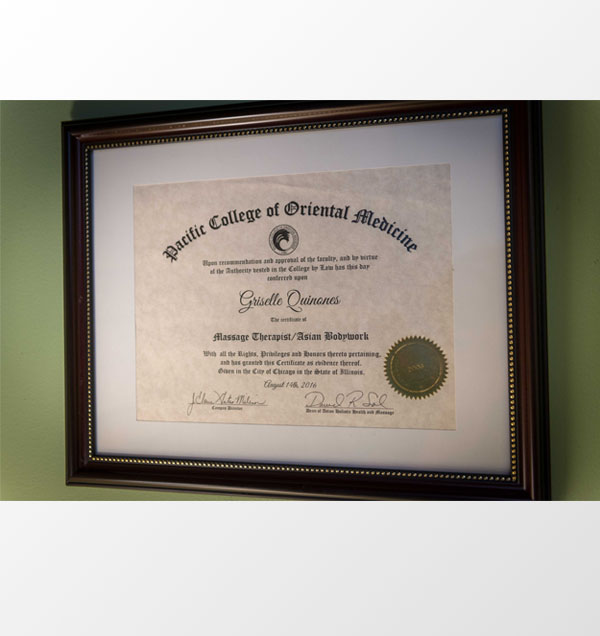 Pacific College of Oriental Medicine
Upon recommendation and approval of the faculty, and by virtue
of the Authority vested in the College by Law has this day
conferred upon
Griselle Quinones
The certificate of
Massage Therapist/Asian Bodywork
With all the Rights, Privileges and Honors thereto pertaining,
and has granted this Certificate as evidence thereof.
Given in the City of Chicago in the State of Illinois.
August 14th, 2016
Campus Director
Dean of Asian Holistic Health and Massage